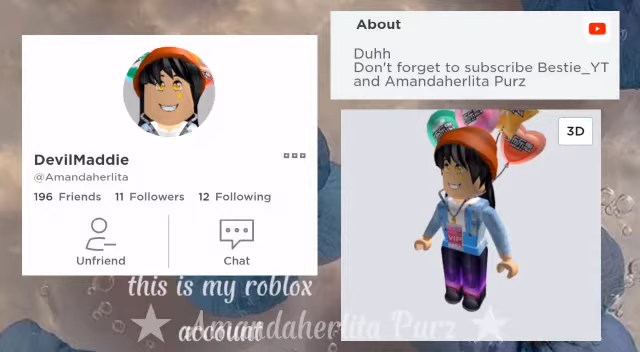 DevilMaddie
@Amandaherlita
196 Friends 11 Followers 12 Following
Unfriend
Chat
About
Duhh
Don't forget to subscribe Bestie_YT
and Amandaherlita Purz
3D
VIP
this is my roblox
account
Amandaherlita Purz